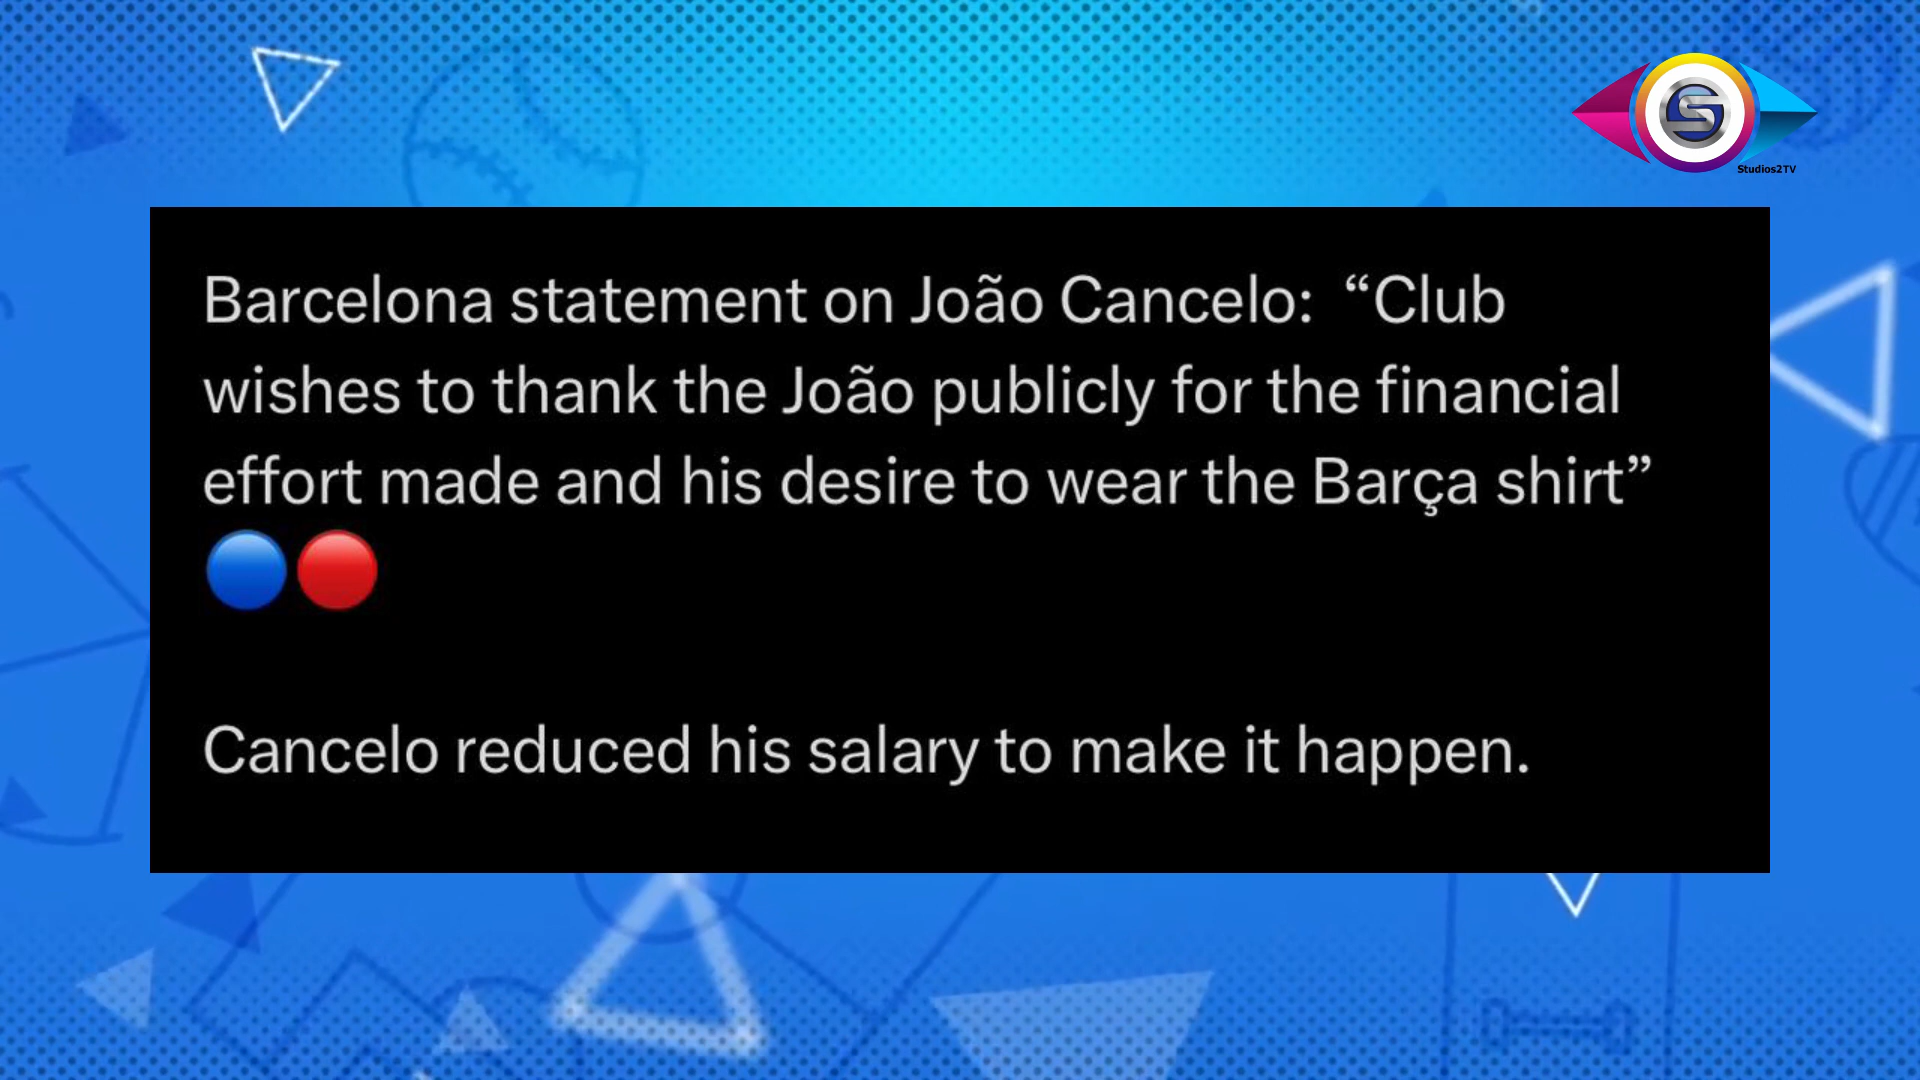 S
Studios2TV
Barcelona statement on João Cancelo: “Club
wishes to thank the João publicly for the financial
effort made and his desire to wear the Barça shirt”
🔵🔴
Cancelo reduced his salary to make it happen.